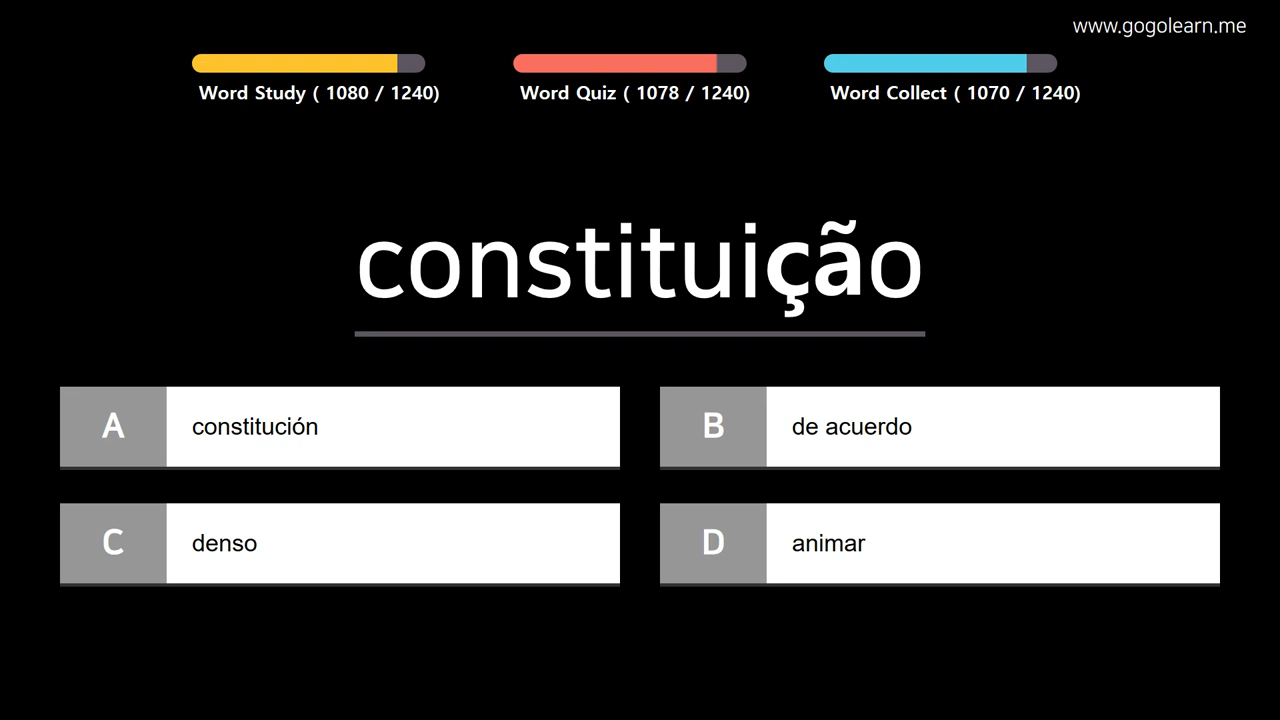 www.gogolearn.me
Word Study ( 1080 / 1240)
Word Quiz ( 1078 / 1240)
Word Collect ( 1070 / 1240)
constituição
A constitución
B de acuerdo
C denso
D animar